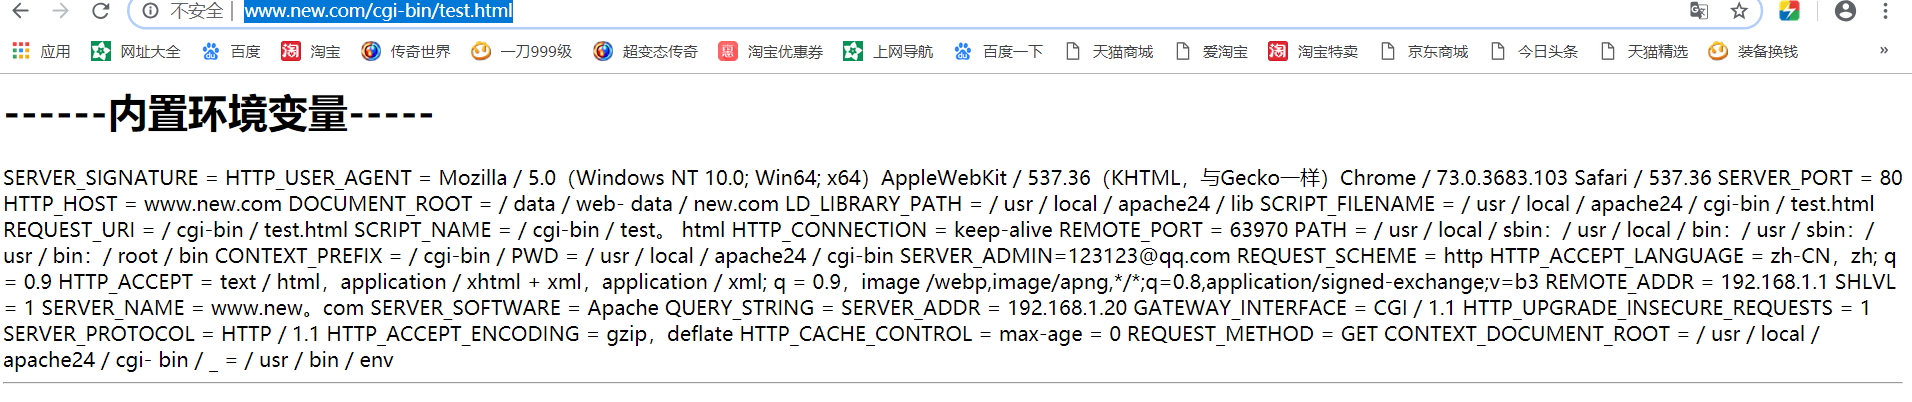 不安全 | www.new.com/cgi-bin/test.html
应用 网址大全 百度 淘宝 传奇世界 一刀999级 超变态传奇 淘宝优惠券 上网导航 百度一下 天猫商城 爱淘宝 淘宝特卖 京东商城 今日头条 天猫精选 装备换钱 »
------内置环境变量-----
SERVER_SIGNATURE = HTTP_USER_AGENT = Mozilla / 5.0（Windows NT 10.0; Win64; x64）AppleWebKit / 537.36（KHTML，与Gecko一样）Chrome / 73.0.3683.103 Safari / 537.36 SERVER_PORT = 80
HTTP_HOST = www.new.com DOCUMENT_ROOT = / data / web- data / new.com LD_LIBRARY_PATH = / usr / local / apache24 / lib SCRIPT_FILENAME = / usr / local / apache24 / cgi-bin / test.html
REQUEST_URI = / cgi-bin / test.html SCRIPT_NAME = / cgi-bin / test。 html HTTP_CONNECTION = keep-alive REMOTE_PORT = 63970 PATH = / usr / local / sbin：/ usr / local / bin：/ usr / sbin：/
usr / bin：/ root / bin CONTEXT_PREFIX = / cgi-bin / PWD = / usr / local / apache24 / cgi-bin SERVER_ADMIN=123123@qq.com REQUEST_SCHEME = http HTTP_ACCEPT_LANGUAGE = zh-CN，zh; q
= 0.9 HTTP_ACCEPT = text / html，application / xhtml + xml，application / xml; q = 0.9，image /webp,image/apng,*/*;q=0.8,application/signed-exchange;v=b3 REMOTE_ADDR = 192.168.1.1 SHLVL
= 1 SERVER_NAME = www.new。com SERVER_SOFTWARE = Apache QUERY_STRING = SERVER_ADDR = 192.168.1.20 GATEWAY_INTERFACE = CGI / 1.1 HTTP_UPGRADE_INSECURE_REQUESTS = 1
SERVER_PROTOCOL = HTTP / 1.1 HTTP_ACCEPT_ENCODING = gzip，deflate HTTP_CACHE_CONTROL = max-age = 0 REQUEST_METHOD = GET CONTEXT_DOCUMENT_ROOT = / usr / local /
apache24 / cgi- bin / _ = / usr / bin / env